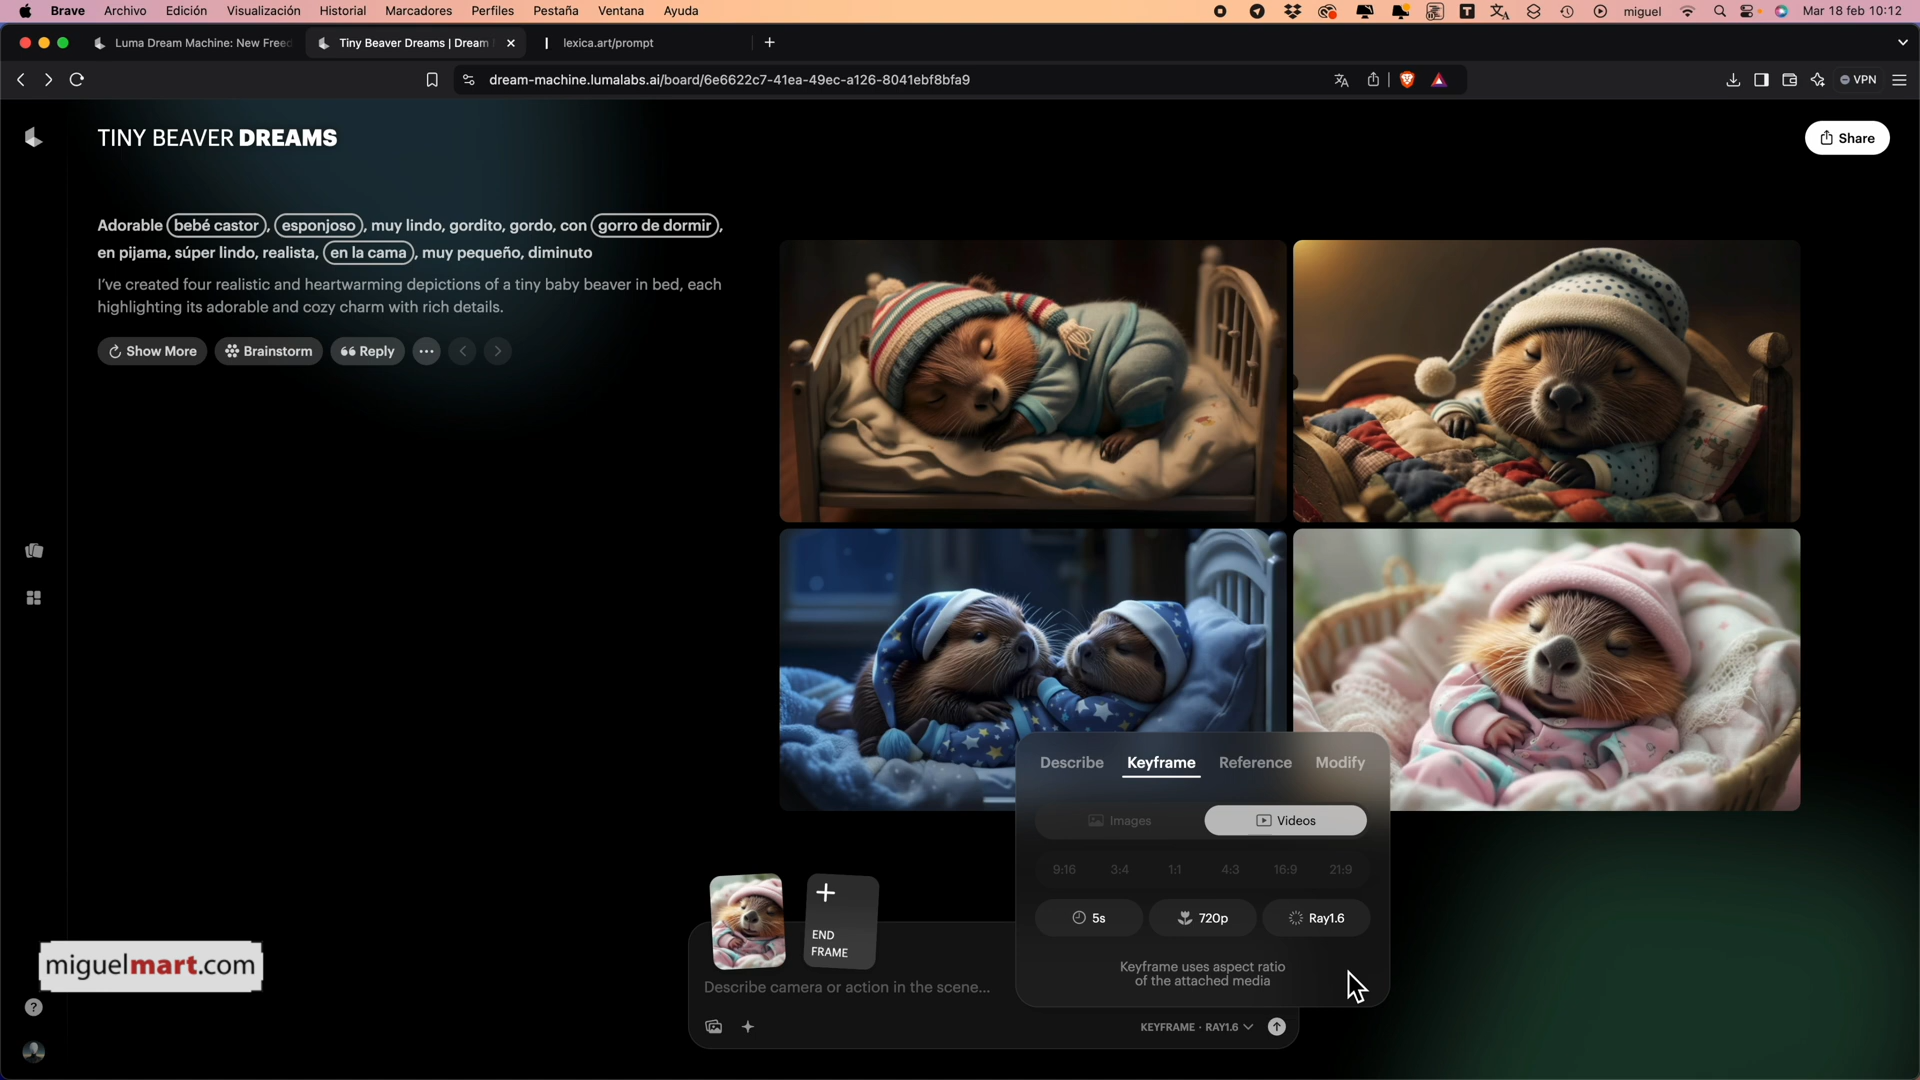 Brave Archivo Edición Visualización Historial Marcadores Perfiles Pestaña Ventana Ayuda miguel Mar 18 feb 10:12
Luma Dream Machine: New Freed Tiny Beaver Dreams | Dream lexica.art/prompt
dream-machine.lumalabs.ai/board/6e6622c7-41ea-49ec-a126-8041ebf8bfa9 VPN
TINY BEAVER DREAMS
Share
Adorable bebé castor, esponjoso, muy lindo, gordito, gordo, con gorro de dormir,
en pijama, súper lindo, realista, en la cama, muy pequeño, diminuto
I've created four realistic and heartwarming depictions of a tiny baby beaver in bed, each
highlighting its adorable and cozy charm with rich details.
Show More Brainstorm Reply
Describe Keyframe Reference Modify
Images Videos
9:16 3:4 1:1 4:3 16:9 21:9
5s 720p Ray1.6
Keyframe uses aspect ratio
of the attached media
END
FRAME
Describe camera or action in the scene...
KEYFRAME · RAY1.6
miguelmart.com